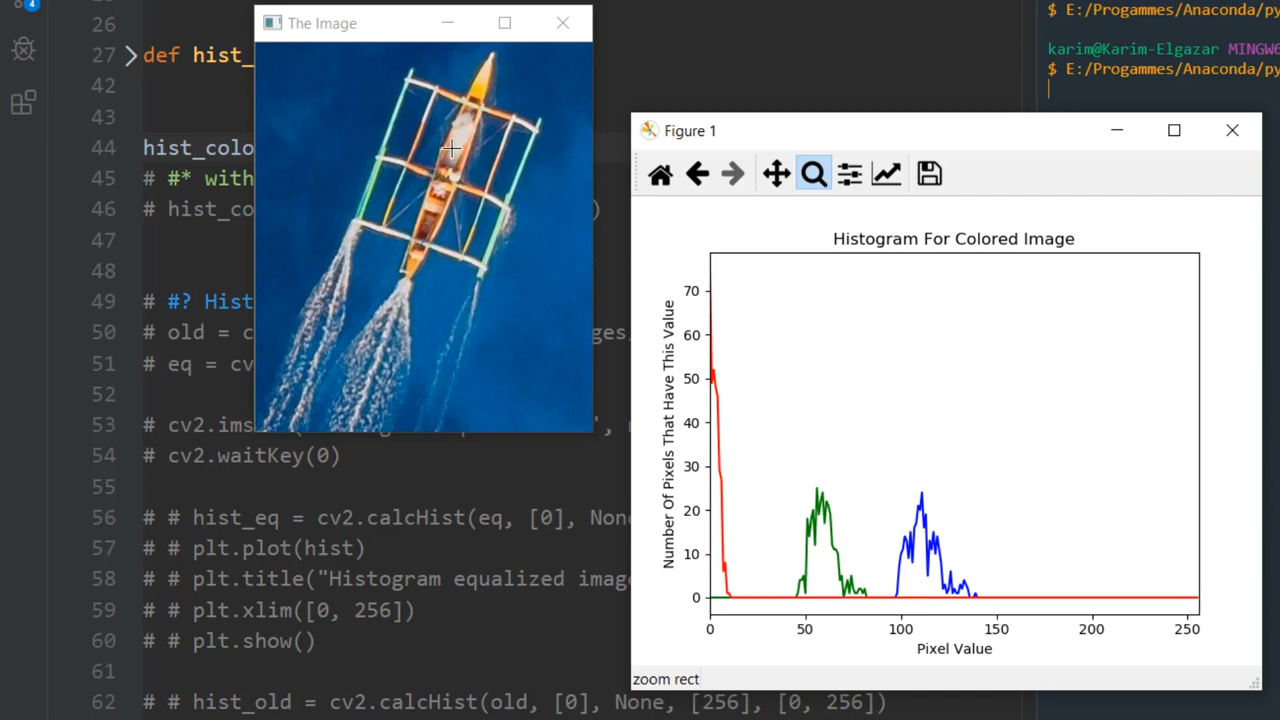 4
26
27 def hist_
42
43
44 hist_colo
45 # #* with
46 # hist_co )
47
48
49 # #? Hist
50 # old = c ges/
51 # eq = cv
52
53 # cv2.ims ',
54 # cv2.waitKey(0)
55
56 # # hist_eq = cv2.calcHist(eq, [0], None
57 # # plt.plot(hist)
58 # # plt.title("Histogram equalized image
59 # # plt.xlim([0, 256])
60 # # plt.show()
61
62 # # hist_old = cv2.calcHist(old, [0], None, [256], [0, 256])
The Image
$ E:/Progammes/Anaconda/py
karim@Karim-Elgazar MINGW6
$ E:/Progammes/Anaconda/py
Figure 1
Histogram For Colored Image
Number Of Pixels That Have This Value
70
60
50
40
30
20
10
0
0 50 100 150 200 250
Pixel Value
zoom rect